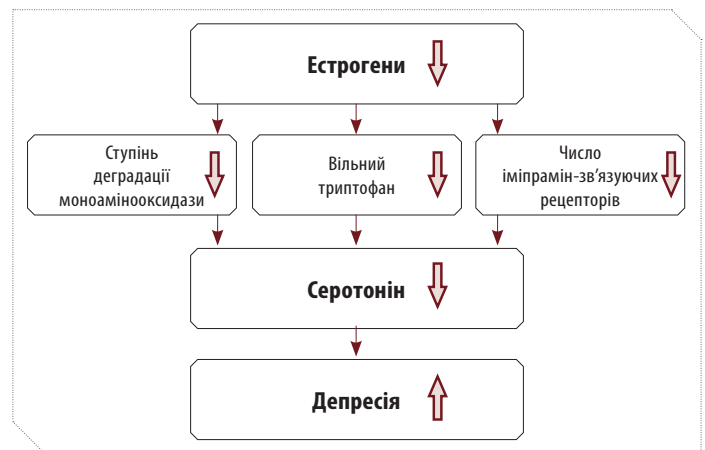 Естрогени
Ступінь
деградації
моноамінооксидази
Вільний
триптофан
Число
іміпрамін-зв'язуючих
рецепторів
Серотонін
Депресія